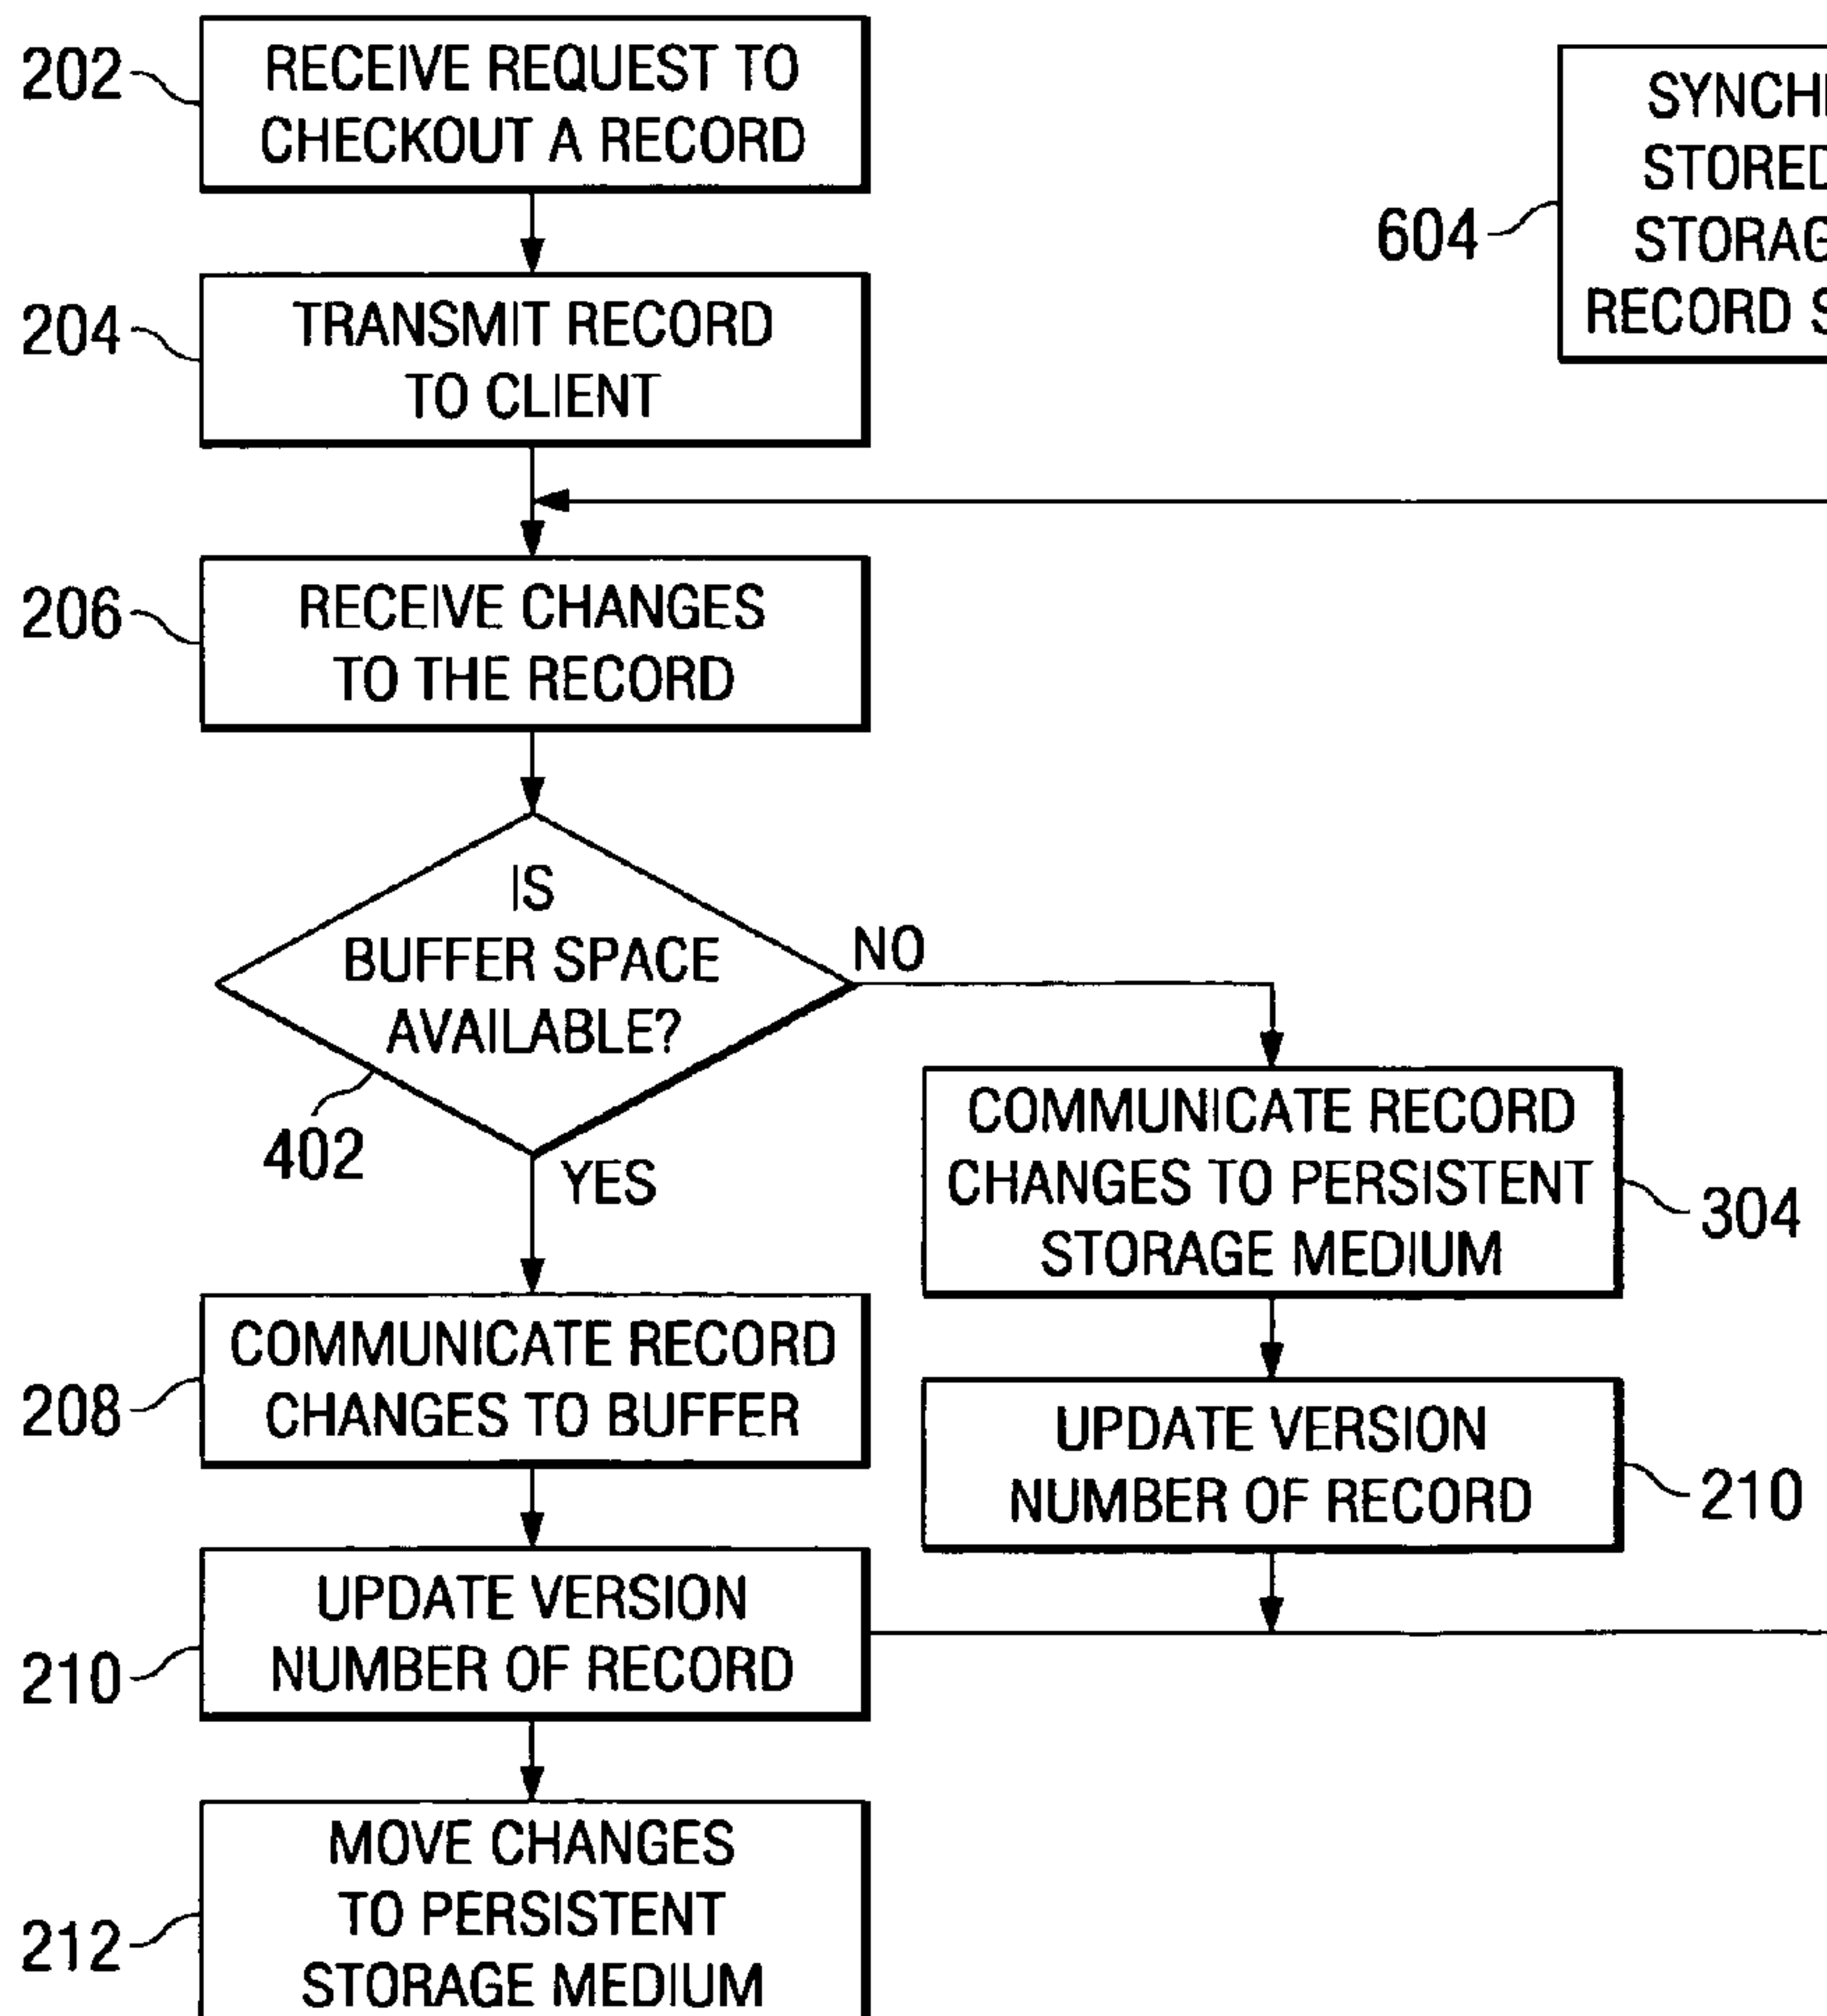 202
RECEIVE REQUEST TO
CHECKOUT A RECORD
204
TRANSMIT RECORD
TO CLIENT
206
RECEIVE CHANGES
TO THE RECORD
IS
BUFFER SPACE
AVAILABLE?
402
NO
YES
COMMUNICATE RECORD
CHANGES TO PERSISTENT
STORAGE MEDIUM
304
UPDATE VERSION
NUMBER OF RECORD
210
208
COMMUNICATE RECORD
CHANGES TO BUFFER
210
UPDATE VERSION
NUMBER OF RECORD
212
MOVE CHANGES
TO PERSISTENT
STORAGE MEDIUM
604
RECORD